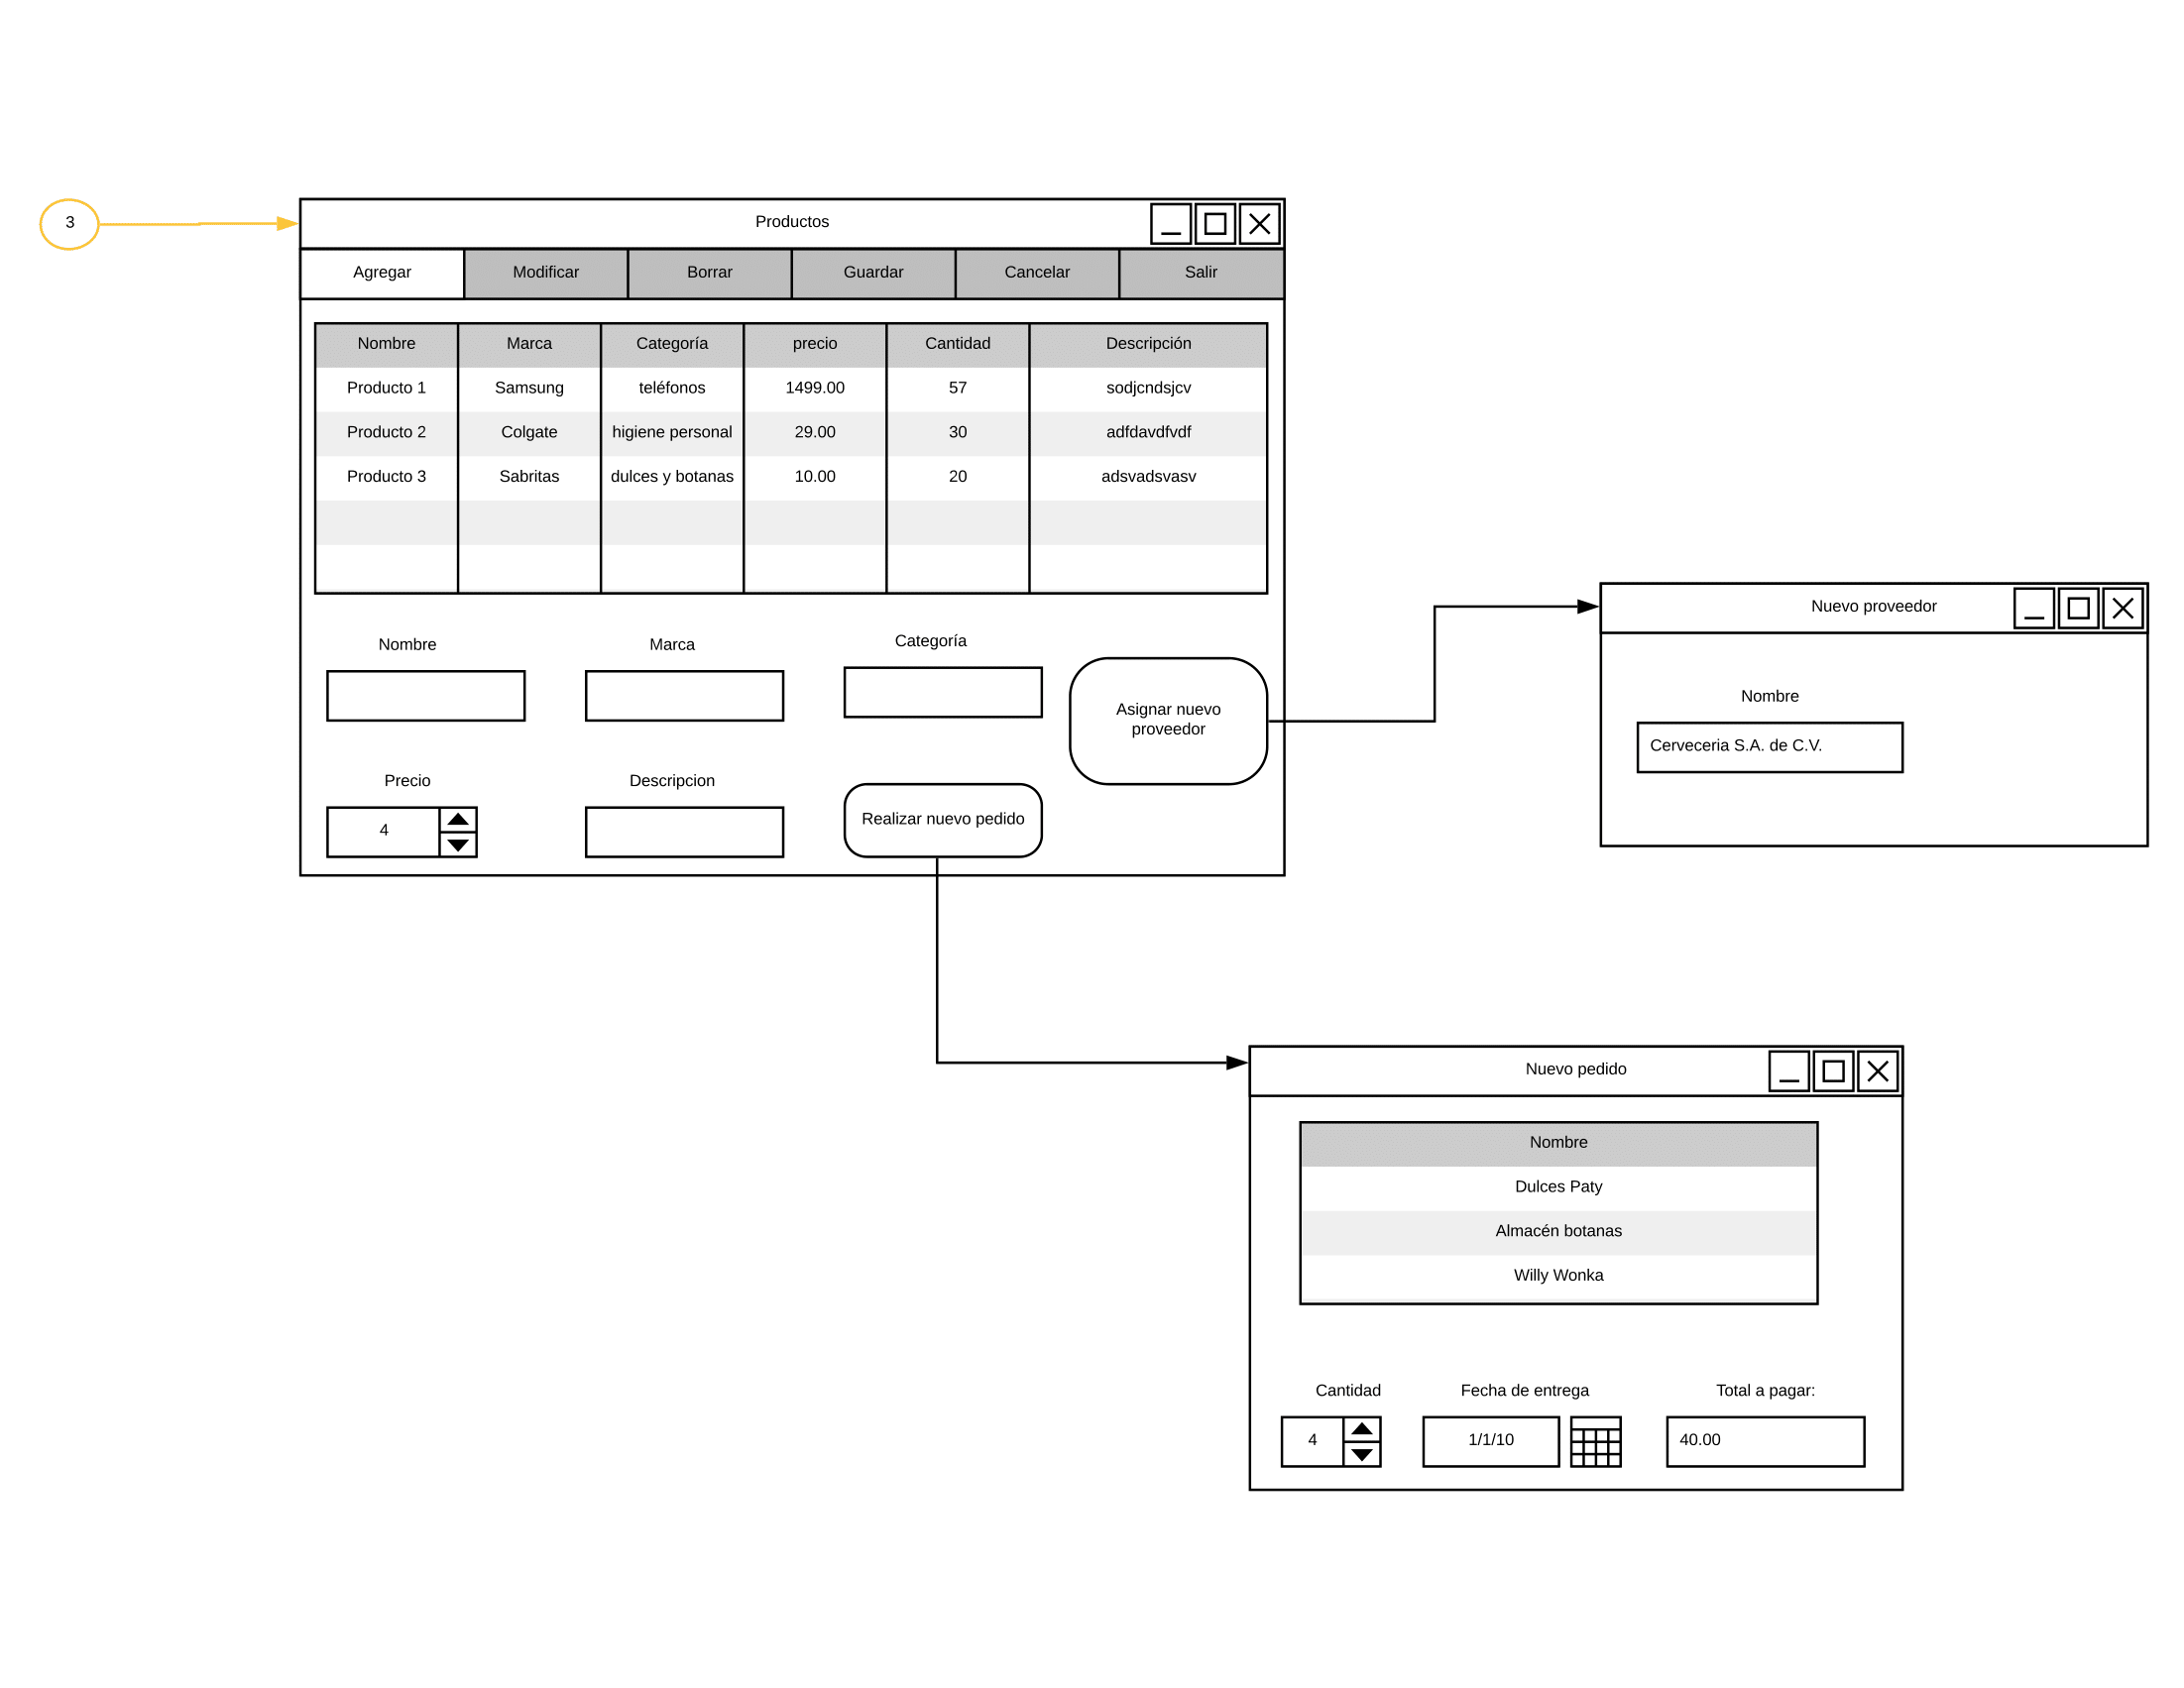 3
Productos
Agregar Modificar Borrar Guardar Cancelar Salir
Nombre Marca Categoría precio Cantidad Descripción
Producto 1 Samsung teléfonos 1499.00 57 sodjcndsjcv
Producto 2 Colgate higiene personal 29.00 30 adfdavdfvdf
Producto 3 Sabritas dulces y botanas 10.00 20 adsvadsvasv
Nombre Marca Categoría
Asignar nuevo
proveedor
Precio Descripcion
4
Realizar nuevo pedido
Nuevo proveedor
Nombre
Cerveceria S.A. de C.V.
Nuevo pedido
Nombre
Dulces Paty
Almacén botanas
Willy Wonka
Cantidad Fecha de entrega Total a pagar:
4 1/1/10 40.00